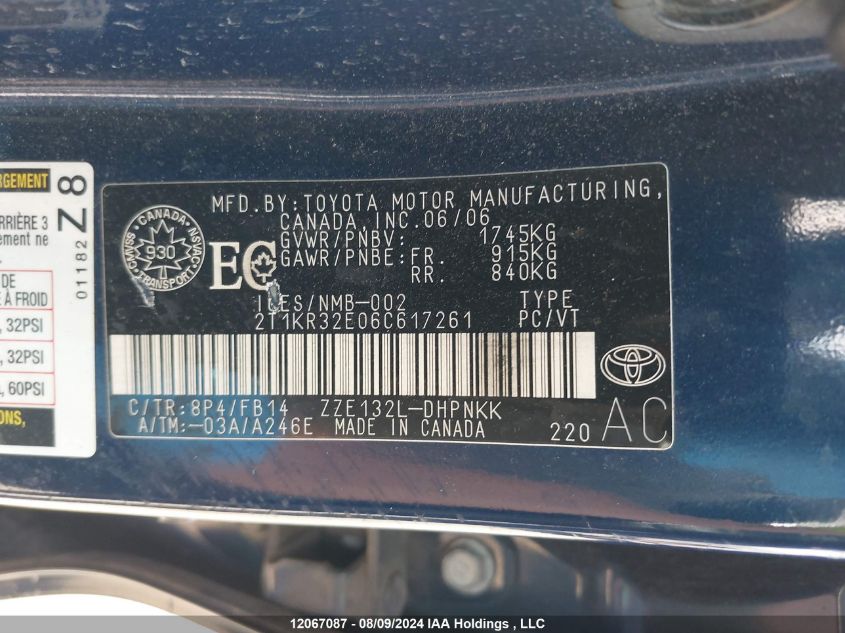 RGEMENT
RRIÈRE 3
ement ne
DE
E À FROID
, 32PSI
, 32PSI
, 60PSI
ONS,
01182 Z8
MFD.BY:TOYOTA MOTOR MANUFACTURING,
CANADA INC.06/06
GVWR/PNBV: 1745KG
GAWR/PNBE:FR. 915KG
RR. 840KG
CANADA
930
TRANSPORT
EC
/NMB-002 TYPE
2T1KR32E06C617261 PC/VT
C/TR:8P4/FB14 ZZE132L-DHPNKK
A/TM:-03A/A246E MADE IN CANADA
220 AC
12067087 - 08/09/2024 IAA Holdings , LLC